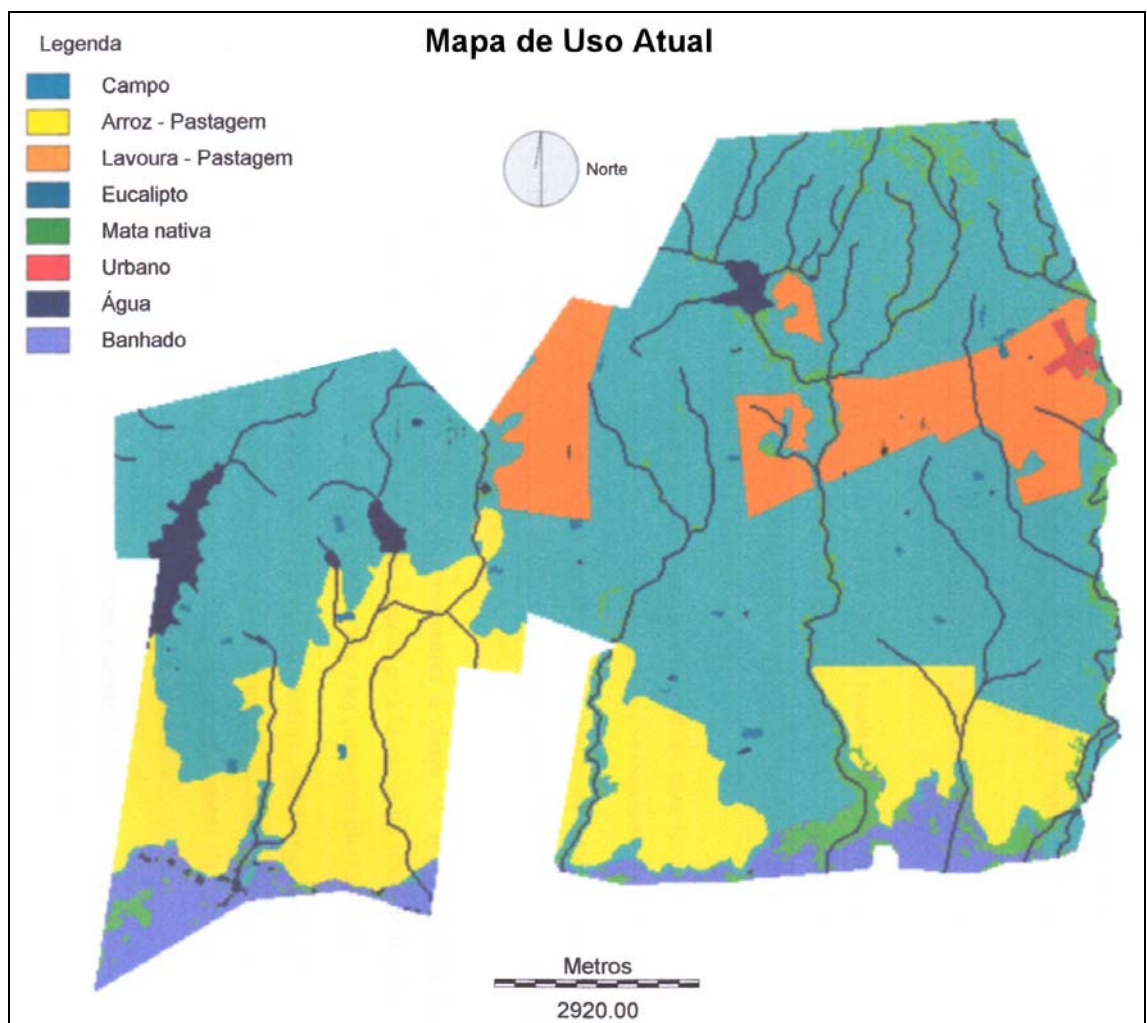 Mapa de Uso Atual
Legenda
Campo
Arroz - Pastagem
Lavoura - Pastagem
Eucalipto
Mata nativa
Urbano
Água
Banhado
Norte
Metros
2920.00